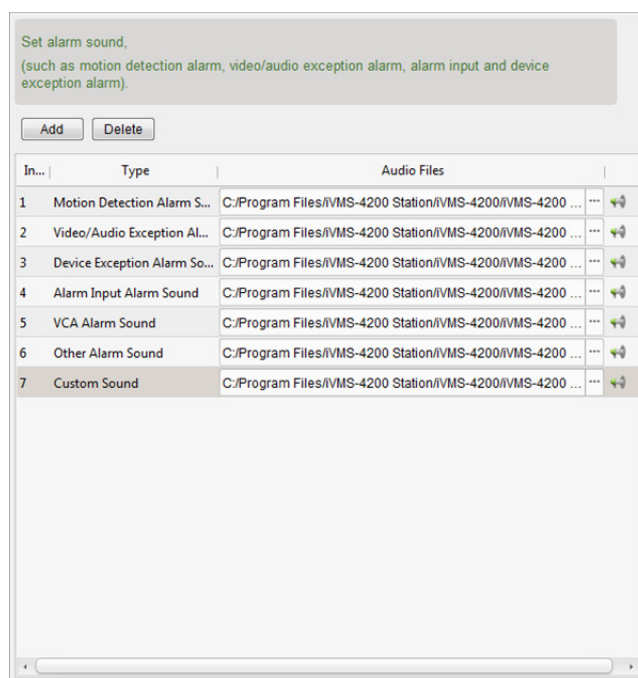 Set alarm sound,
(such as motion detection alarm, video/audio exception alarm, alarm input and device
exception alarm).
Add Delete
In... Type Audio Files
1 Motion Detection Alarm S... C:/Program Files/iVMS-4200 Station/iVMS-4200/iVMS-4200 ... ...
2 Video/Audio Exception Al... C:/Program Files/iVMS-4200 Station/iVMS-4200/iVMS-4200 ... ...
3 Device Exception Alarm So... C:/Program Files/iVMS-4200 Station/iVMS-4200/iVMS-4200 ... ...
4 Alarm Input Alarm Sound C:/Program Files/iVMS-4200 Station/iVMS-4200/iVMS-4200 ... ...
5 VCA Alarm Sound C:/Program Files/iVMS-4200 Station/iVMS-4200/iVMS-4200 ... ...
6 Other Alarm Sound C:/Program Files/iVMS-4200 Station/iVMS-4200/iVMS-4200 ... ...
7 Custom Sound C:/Program Files/iVMS-4200 Station/iVMS-4200/iVMS-4200 ... ...